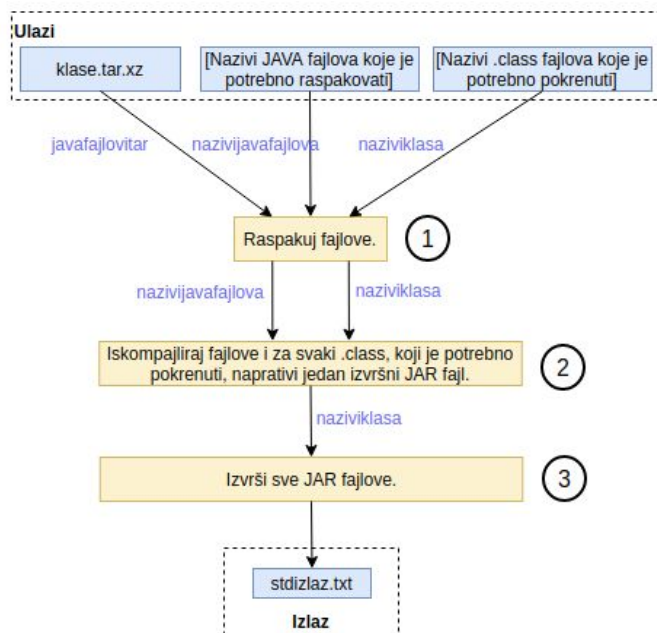 Ulazi
klase.tar.xz
[Nazivi JAVA fajlova koje je
potrebno raspakovati]
[Nazivi .class fajlova koje je
potrebno pokrenuti]
javafajlovitar
nazivijavafajlova
naziviklasa
Raspakuj fajlove.
1
nazivijavafajlova
naziviklasa
Iskompajliraj fajlove i za svaki .class, koji je potrebno
pokrenuti, naprativi jedan izvršni JAR fajl.
2
naziviklasa
Izvrši sve JAR fajlove.
3
stdizlaz.txt
Izlaz